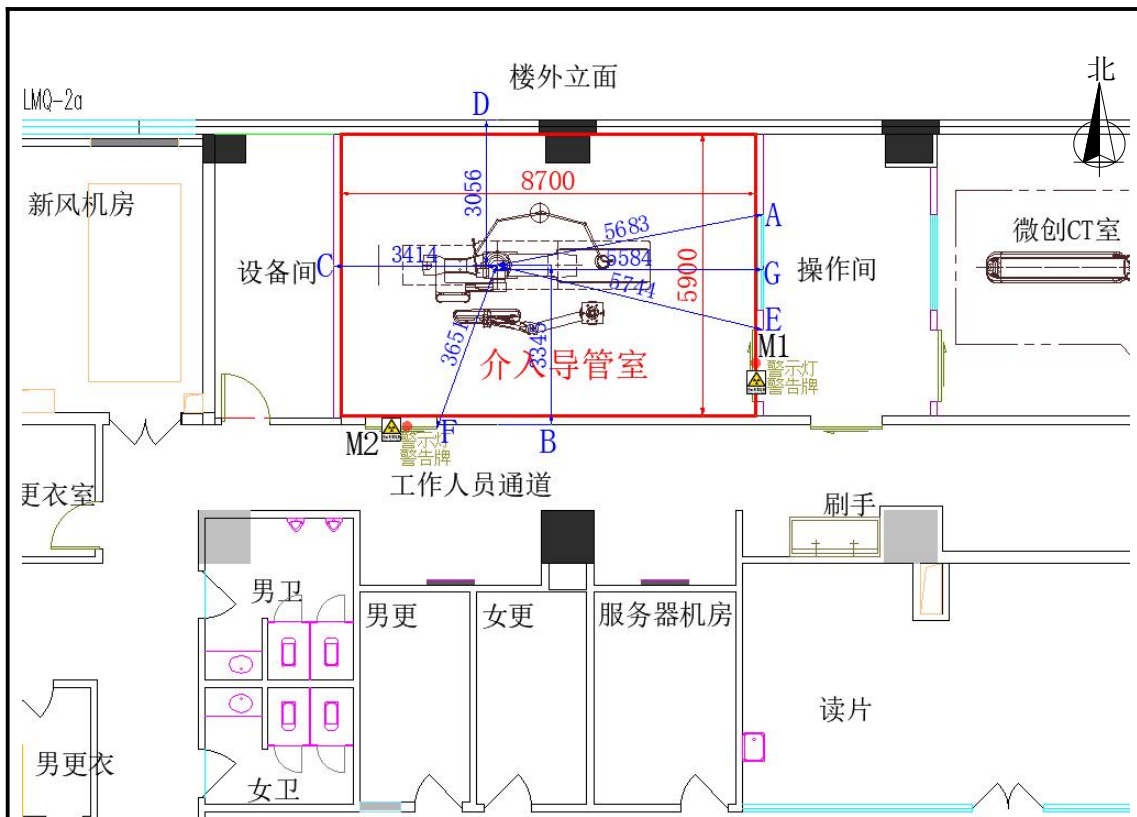 楼外立面
北
LMQ-2a
D
8700
3056
新风机房
A
5683
微创CT室
设备间
C
3414
5584
G
操作间
5744
5900
E
3651
3345
介入导管室
M1
警示灯
警告牌
M2
F
B
警示灯
警告牌
工作人员通道
更衣室
刷手
男卫
男更
女更
服务器机房
读片
男更衣
女卫